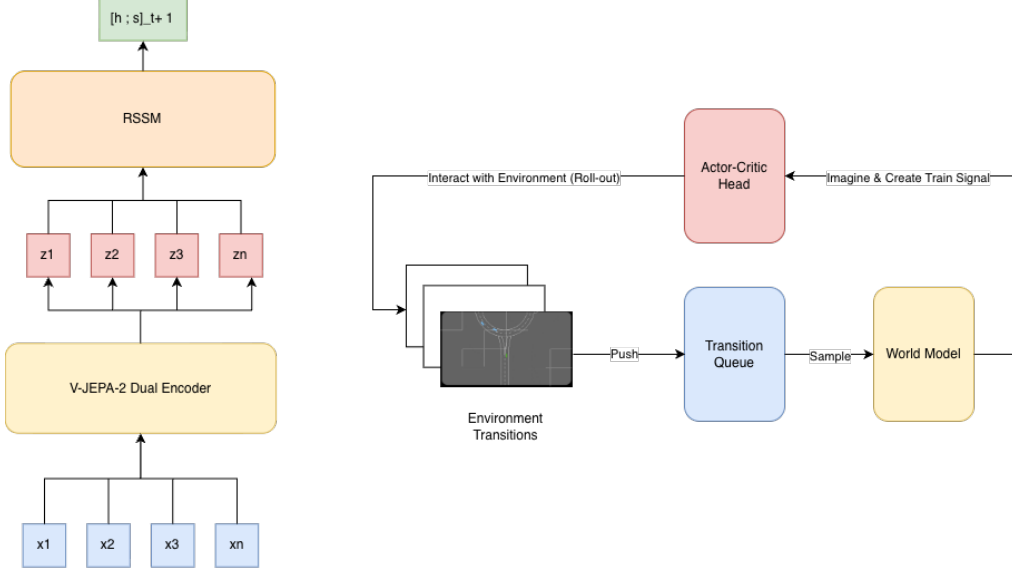 [h ; s]_t+ 1
RSSM
z1
z2
z3
zn
V-JEPA-2 Dual Encoder
x1
x2
x3
xn
Actor-Critic
Head
Interact with Environment (Roll-out)
Imagine & Create Train Signal
Environment
Transitions
Push
Transition
Queue
Sample
World Model